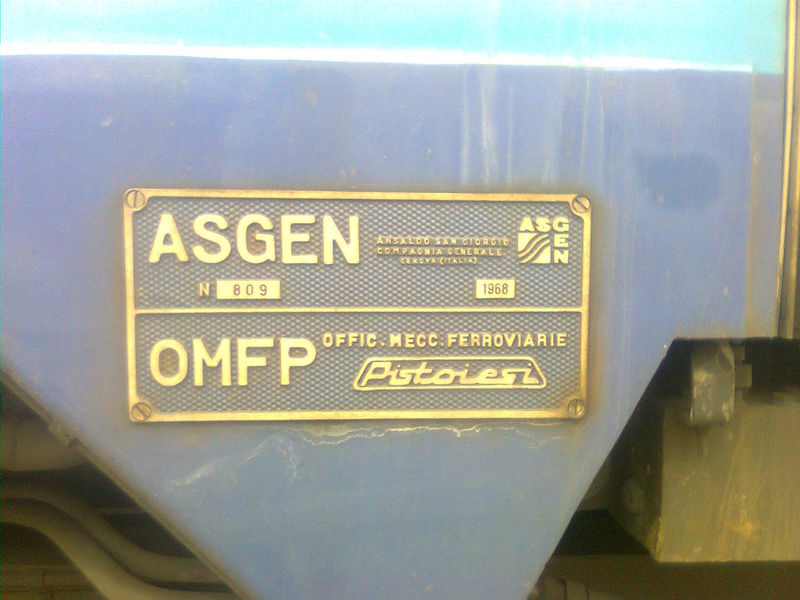 ASGEN
ANSALDO SAN GIORGIO
COMPAGNIA GENERALE
GENOVA (ITALIA)
ASGEN
N 809
1968
OMFP
OFFIC. MECC. FERROVIARIE
Pistoiesi